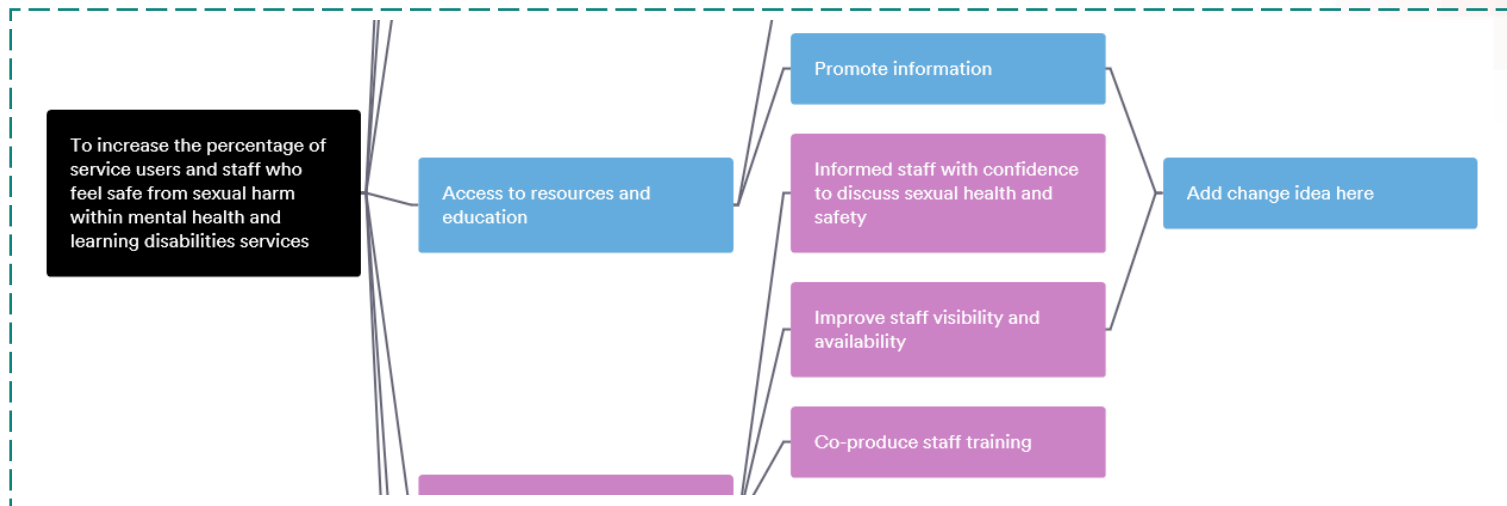 To increase the percentage of
service users and staff who
feel safe from sexual harm
within mental health and
learning disabilities services
Access to resources and
education
Promote information
Informed staff with confidence
to discuss sexual health and
safety
Improve staff visibility and
availability
Co-produce staff training
Add change idea here